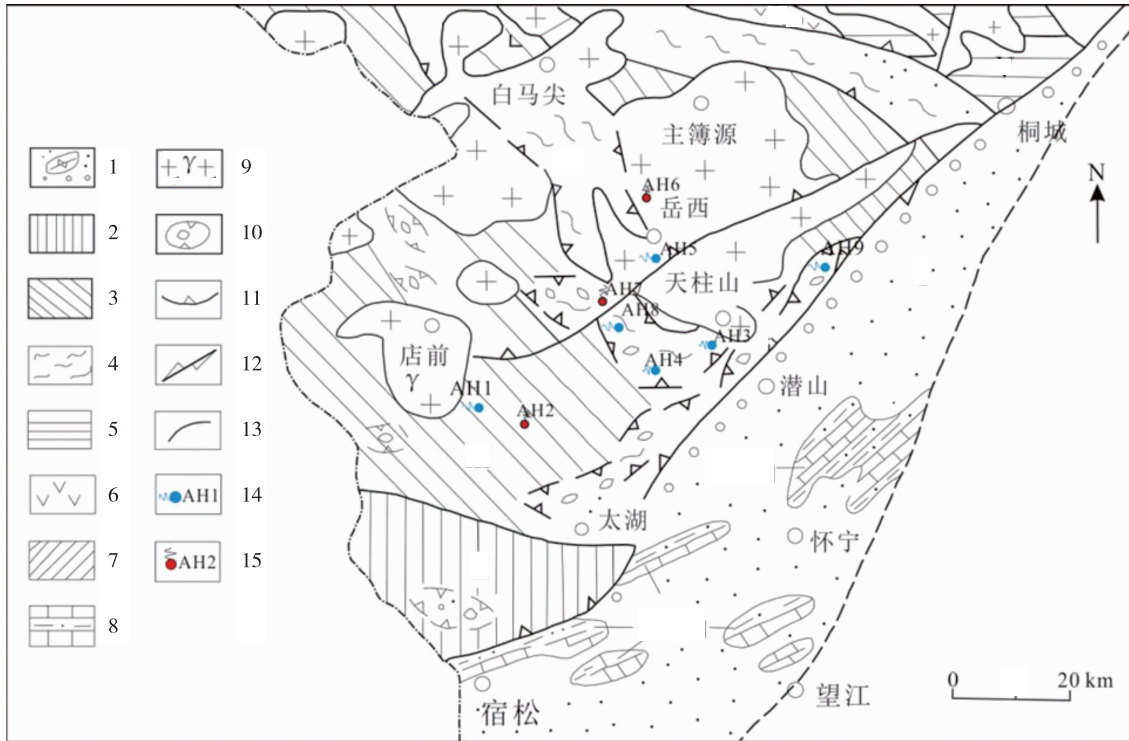 白马尖
主簿源
桐城
N
AH6
岳西
AH5
AH9
天柱山
AH7
AH8
AH3
AH4
店前
γ
潜山
AH1
AH2
太湖
怀宁
宿松
望江
0 20 km
1
2
3
4
5
6
7
8
γ 9
10
11
12
13
AH1 14
AH2 15